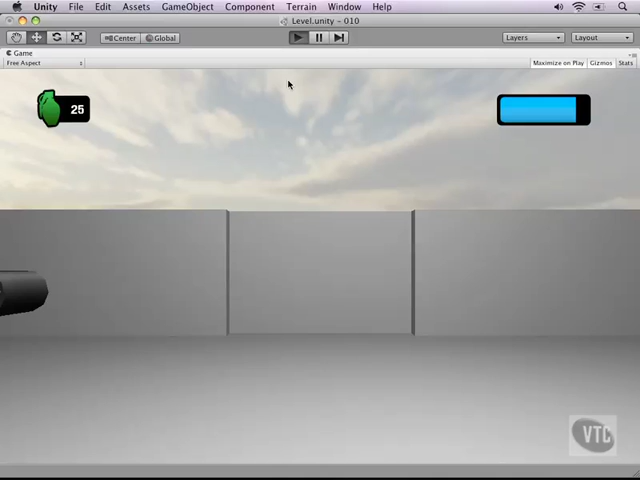 Unity File Edit Assets GameObject Component Terrain Window Help
Level.unity - 010
Center Global Layers Layout
Game
Free Aspect Maximize on Play Gizmos Stats
25
VTC